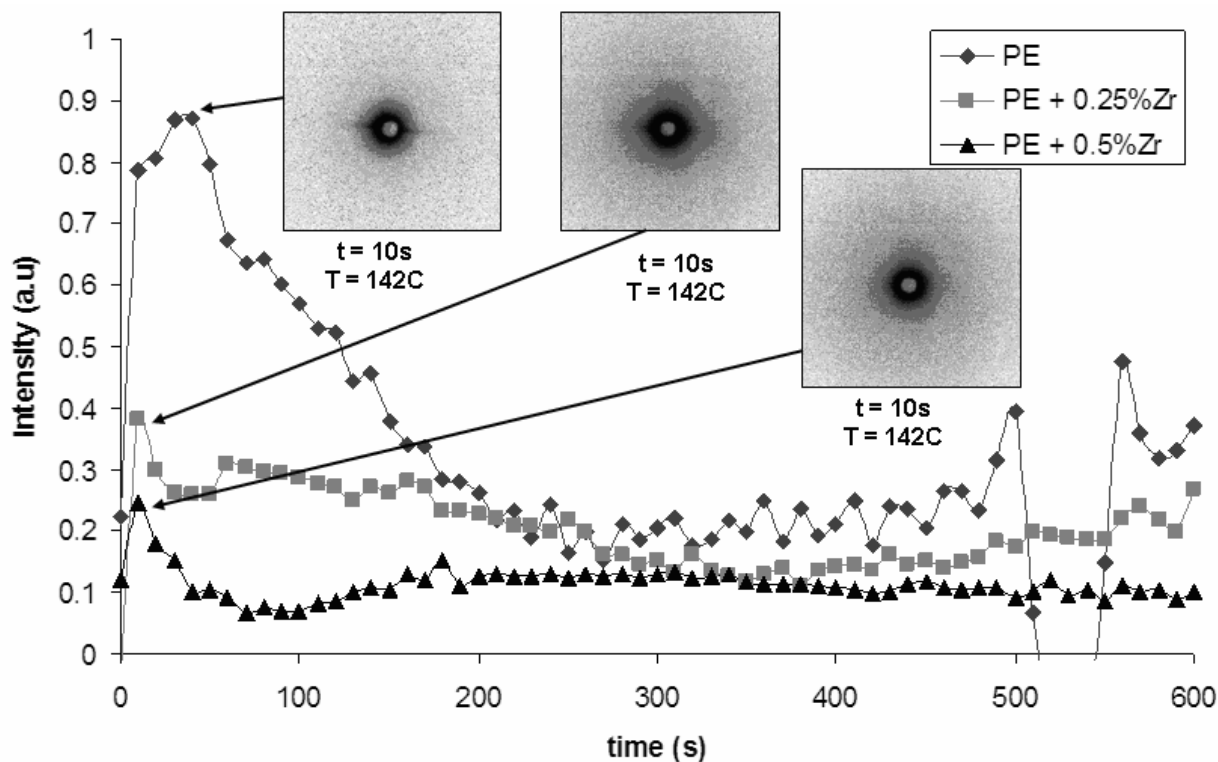 1
0.9
0.8
0.7
0.6
0.5
0.4
0.3
0.2
0.1
0
Intensity (a.u)
0 100 200 300 400 500 600
time (s)
t = 10s
T = 142C
t = 10s
T = 142C
t = 10s
T = 142C
PE
PE + 0.25%Zr
PE + 0.5%Zr